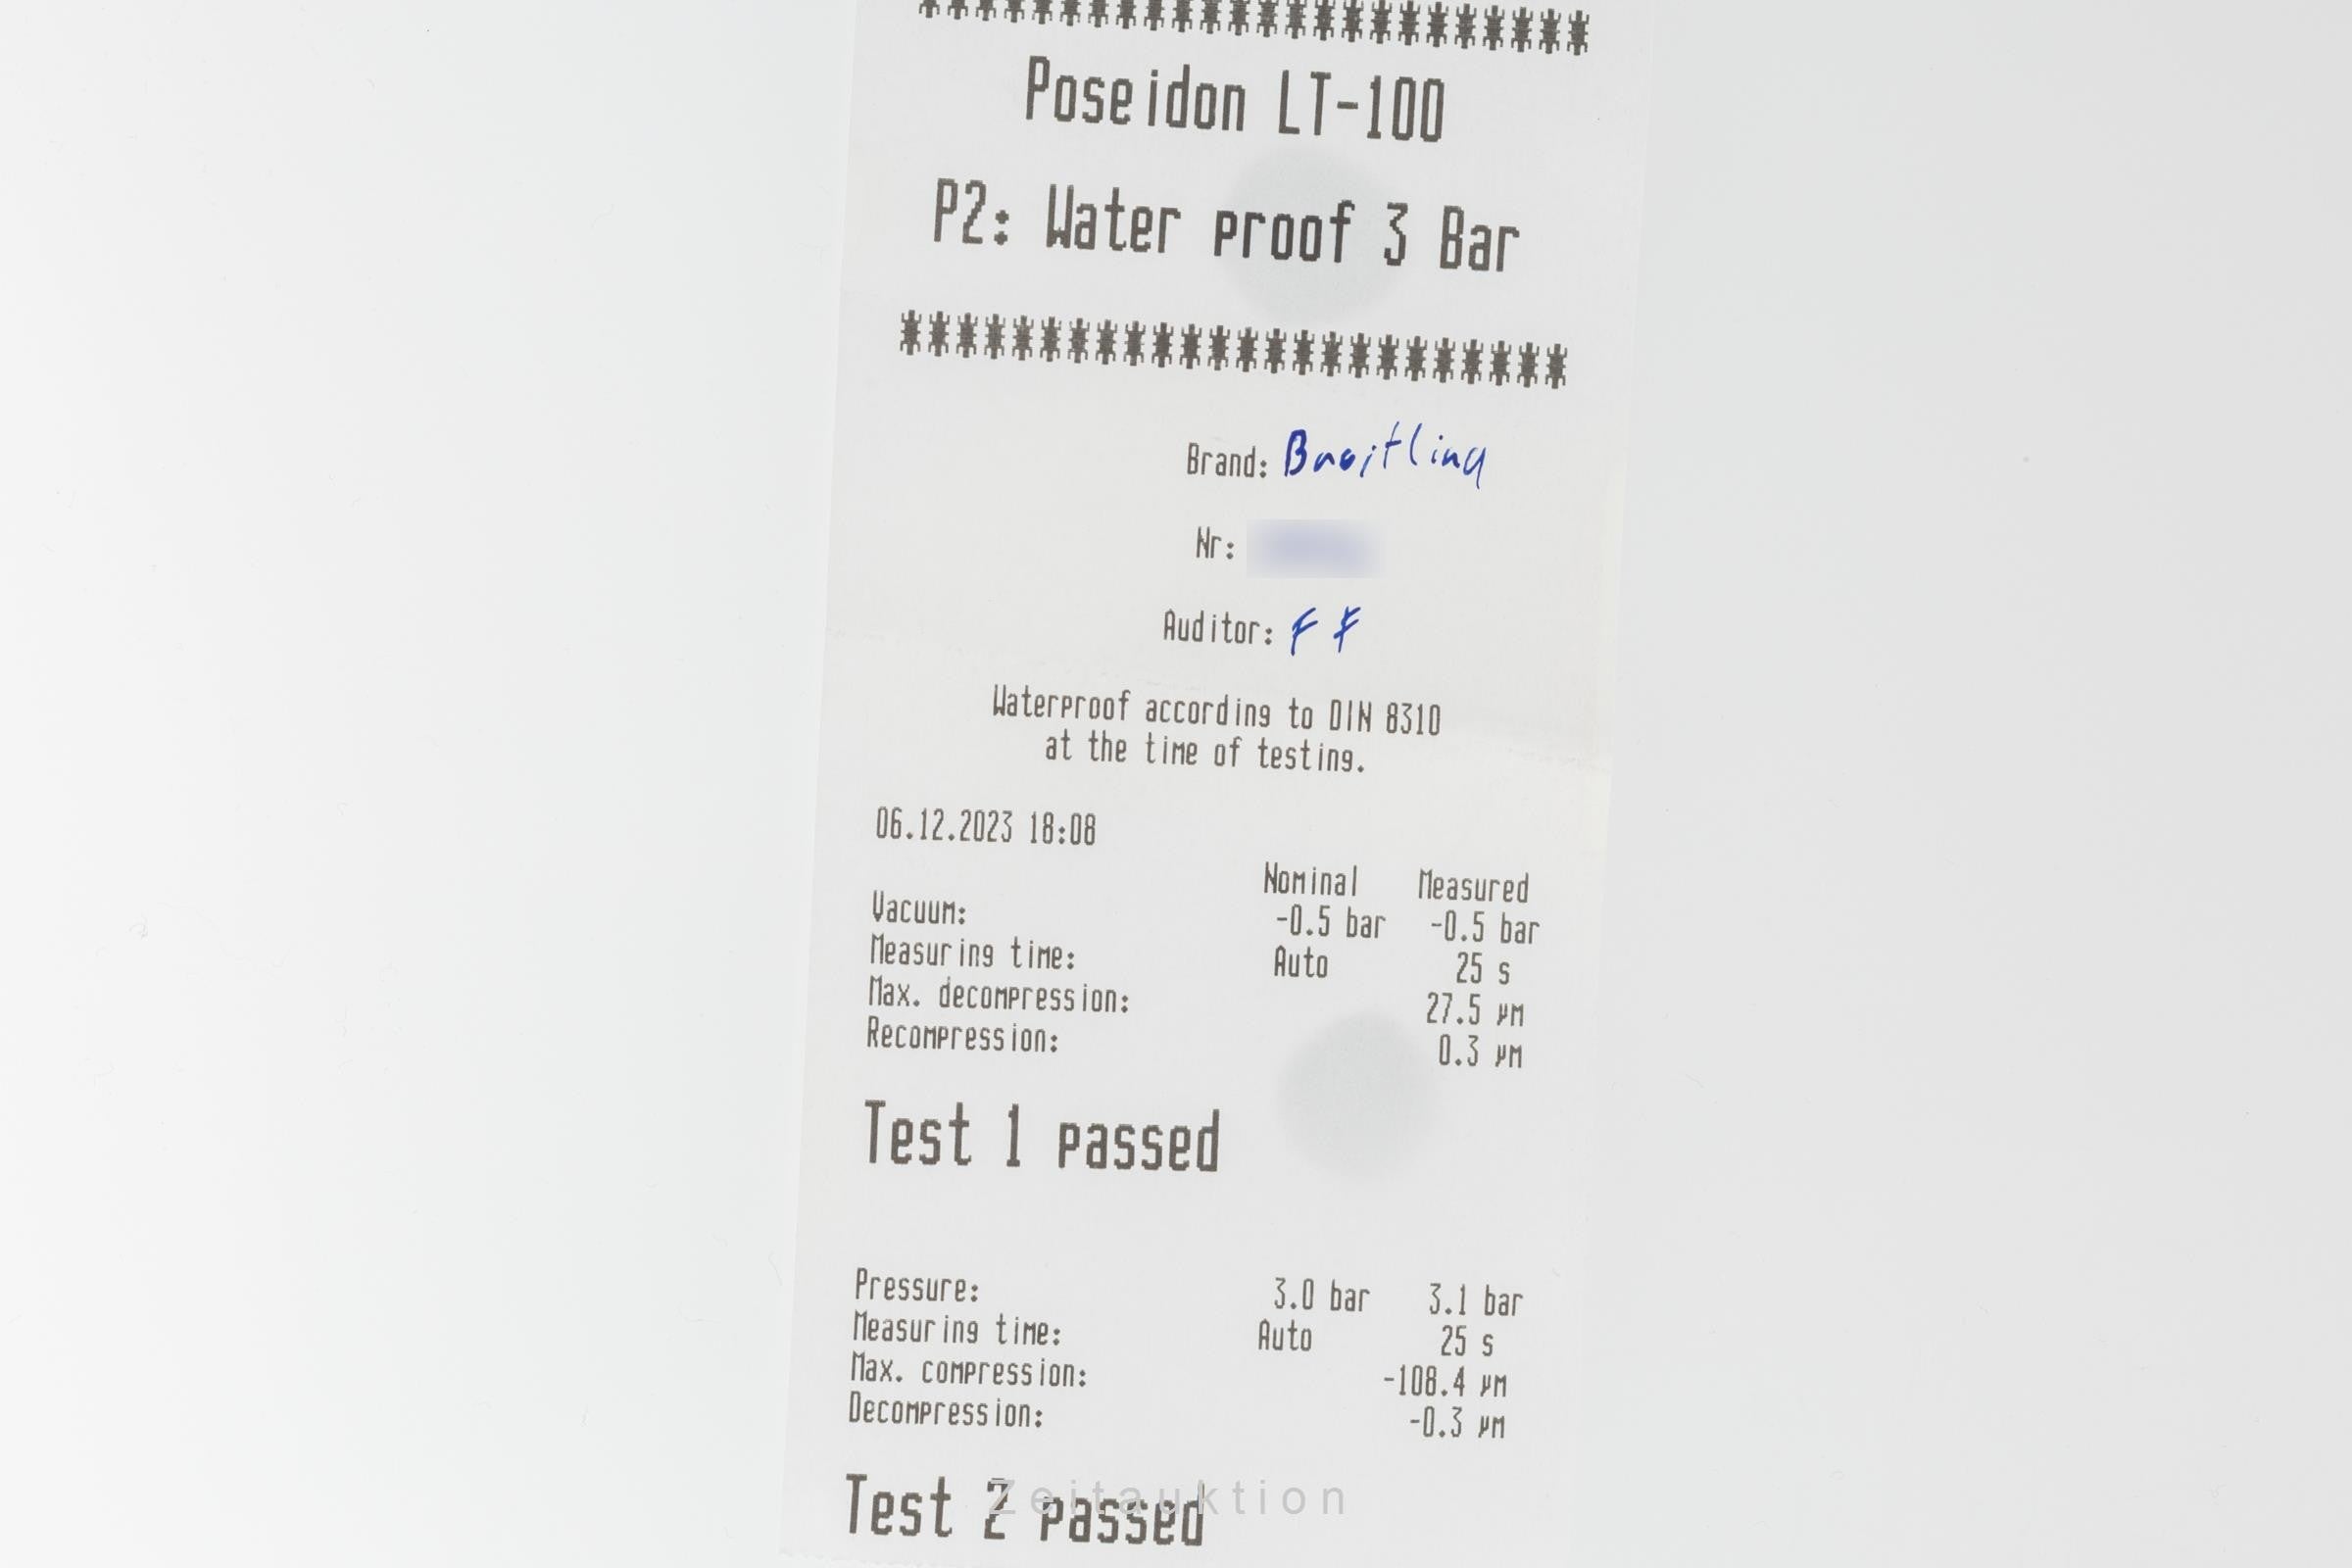 ************************
Poseidon LT-100
P2: Water proof 3 Bar
************************
Brand: Breitling
Nr:
Auditor: FF
Waterproof according to DIN 8310
at the time of testing.
06.12.2023 18:08
Nominal Measured
Vacuum: -0.5 bar -0.5 bar
Measuring time: Auto 25 s
Max. decompression: 27.5 µm
Recompression: 0.3 µm
Test 1 passed
Pressure: 3.0 bar 3.1 bar
Measuring time: Auto 25 s
Max. compression: -108.4 µm
Decompression: -0.3 µm
Test 2 passed
Zeitauktion